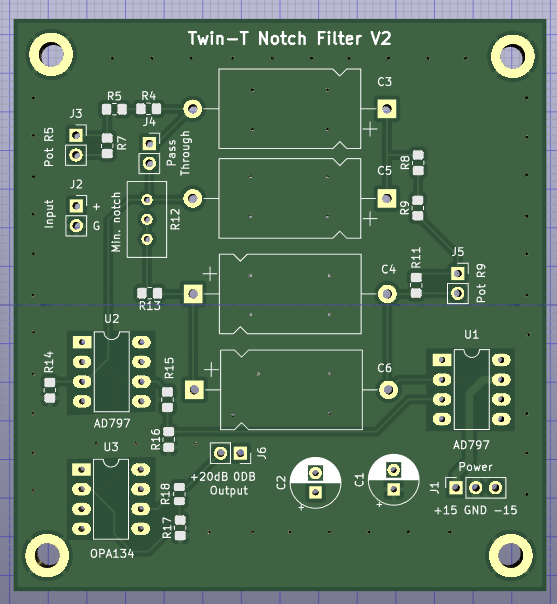 Twin-T Notch Filter V2
C3
R5
R4
J3
J4
Pot R5
R7
Pass
Through
R8
C5
J2
Input
+
G
Min. notch
R12
R9
+
+
+
+
C4
R11
J5
Pot R9
R13
U2
U1
R14
R15
C6
AD797
AD797
R16
U3
J6
+20dB 0DB
Output
Power
C2
C1
J1
+15 GND -15
R18
R17
+
+
OPA134